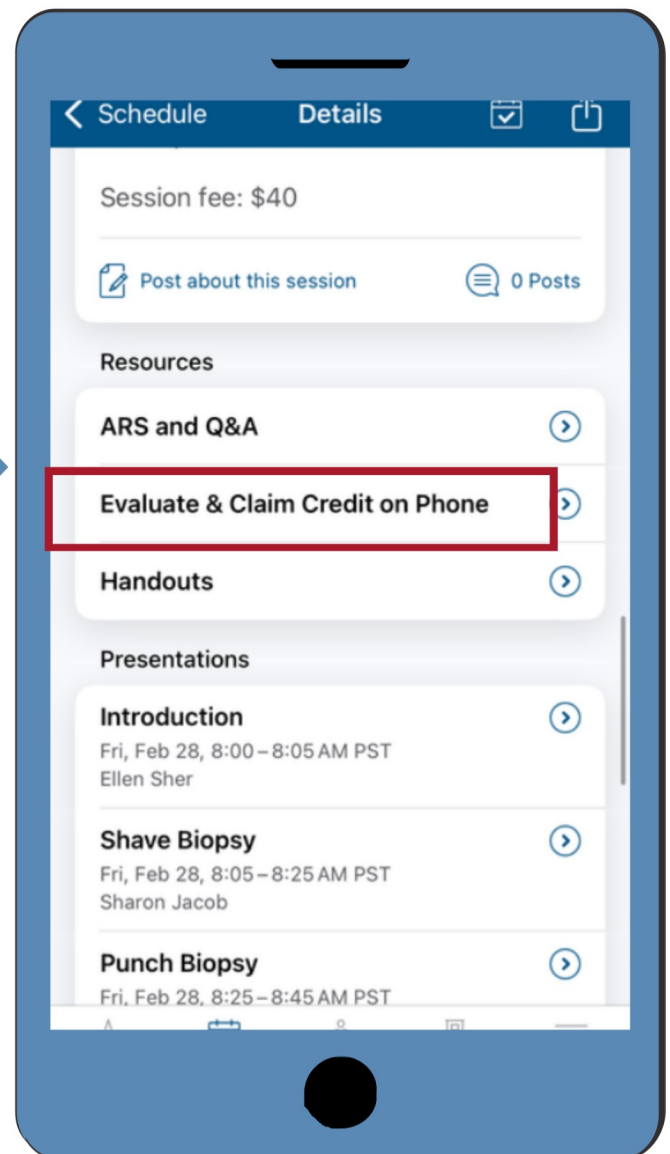 Schedule Details
Session fee: $40
Post about this session 0 Posts
Resources
ARS and Q&A
Evaluate & Claim Credit on Phone
Handouts
Presentations
Introduction
Fri, Feb 28, 8:00–8:05 AM PST
Ellen Sher
Shave Biopsy
Fri, Feb 28, 8:05–8:25 AM PST
Sharon Jacob
Punch Biopsy
Fri, Feb 28, 8:25–8:45 AM PST